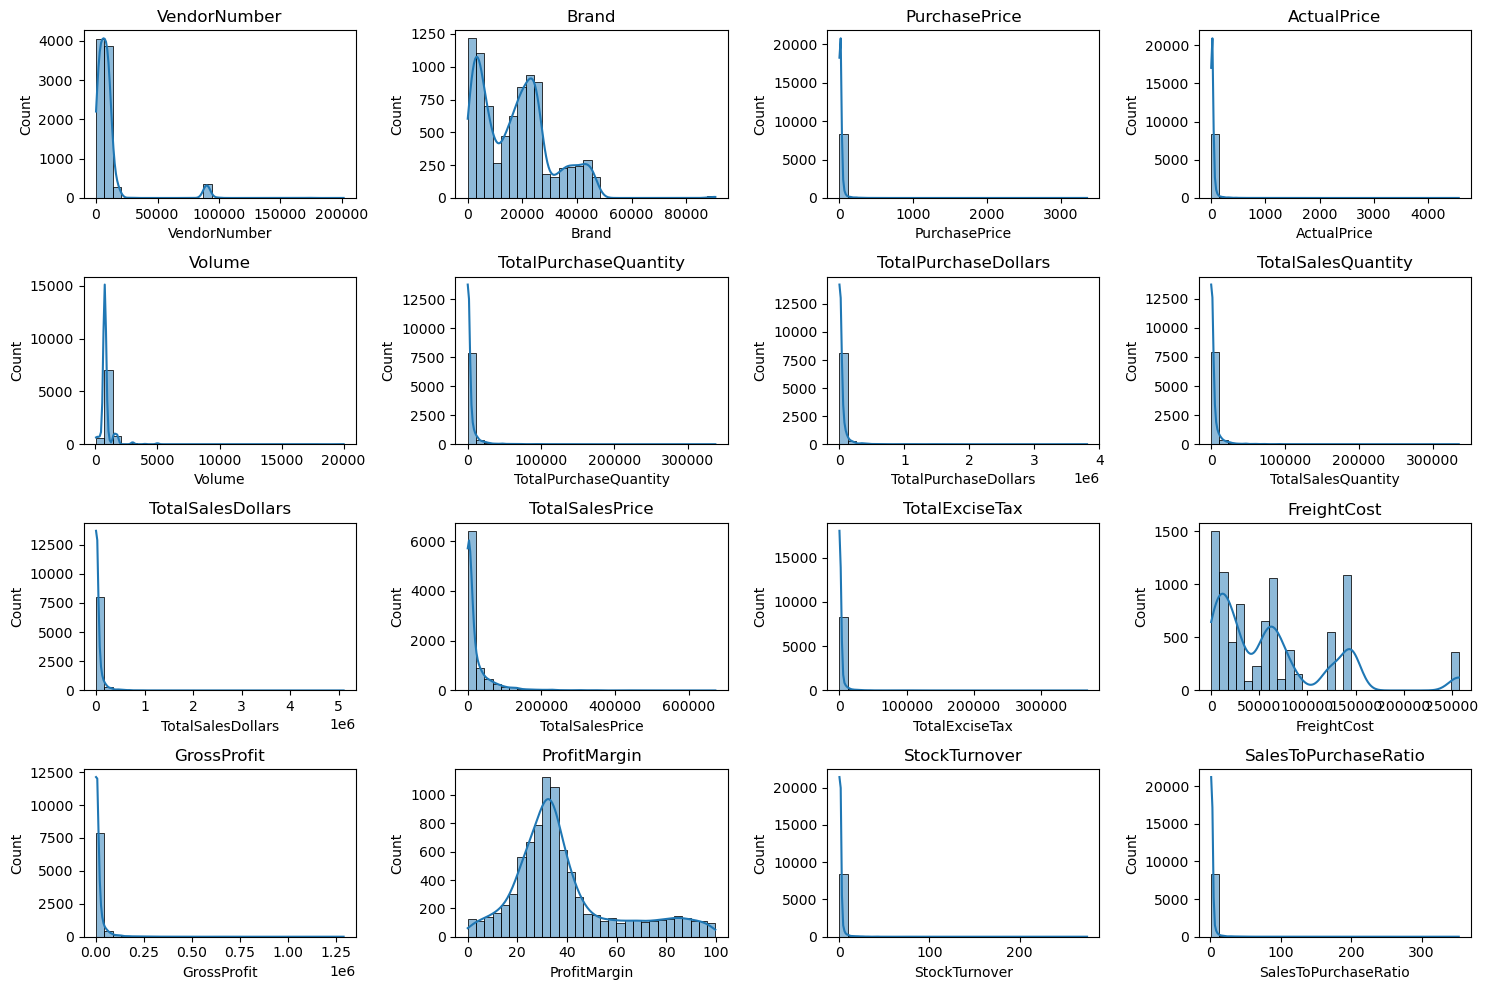 VendorNumber
Count
4000
3000
2000
1000
0
0 50000 100000 150000 200000
VendorNumber
Brand
Count
1250
1000
750
500
250
0
0 20000 40000 60000 80000
Brand
PurchasePrice
Count
20000
15000
10000
5000
0
0 1000 2000 3000
PurchasePrice
ActualPrice
Count
20000
15000
10000
5000
0
0 1000 2000 3000 4000
ActualPrice
Volume
Count
15000
10000
5000
0
0 5000 10000 15000 20000
Volume
TotalPurchaseQuantity
Count
12500
10000
7500
5000
2500
0
0 100000 200000 300000
TotalPurchaseQuantity
TotalPurchaseDollars
Count
12500
10000
7500
5000
2500
0
0 1 2 3 4
1e6
TotalPurchaseDollars
TotalSalesQuantity
Count
12500
10000
7500
5000
2500
0
0 100000 200000 300000
TotalSalesQuantity
TotalSalesDollars
Count
12500
10000
7500
5000
2500
0
0 1 2 3 4 5
1e6
TotalSalesDollars
TotalSalesPrice
Count
6000
4000
2000
0
0 200000 400000 600000
TotalSalesPrice
TotalExciseTax
Count
15000
10000
5000
0
0 100000 200000 300000
TotalExciseTax
FreightCost
Count
1500
1000
500
0
0 50000 100000 150000 200000 250000
FreightCost
GrossProfit
Count
12500
10000
7500
5000
2500
0
0.00 0.25 0.50 0.75 1.00 1.25
1e6
GrossProfit
ProfitMargin
Count
1000
800
600
400
200
0
0 20 40 60 80 100
ProfitMargin
StockTurnover
Count
20000
15000
10000
5000
0
0 100 200
StockTurnover
SalesToPurchaseRatio
Count
20000
15000
10000
5000
0
0 100 200 300
SalesToPurchaseRatio